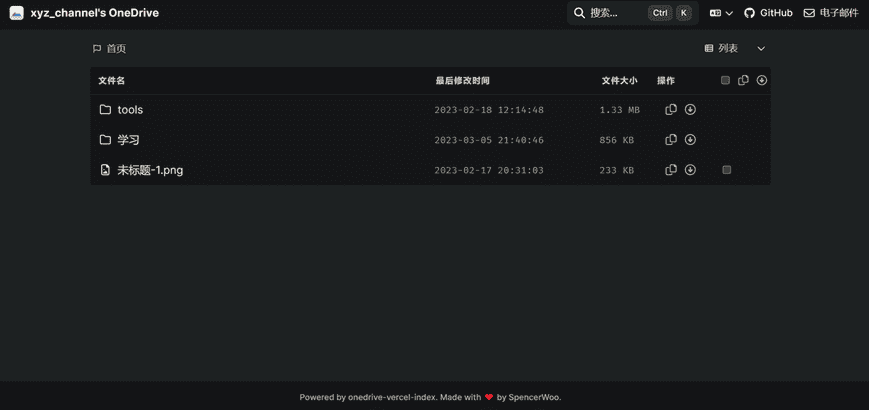 xyz_channel's OneDrive 搜索... Ctrl K GitHub 电子邮件
首页 列表
文件名 最后修改时间 文件大小 操作
tools 2023-02-18 12:14:48 1.33 MB
学习 2023-03-05 21:40:46 856 KB
未标题-1.png 2023-02-17 20:31:03 233 KB
Powered by onedrive-vercel-index. Made with ❤ by SpencerWoo.